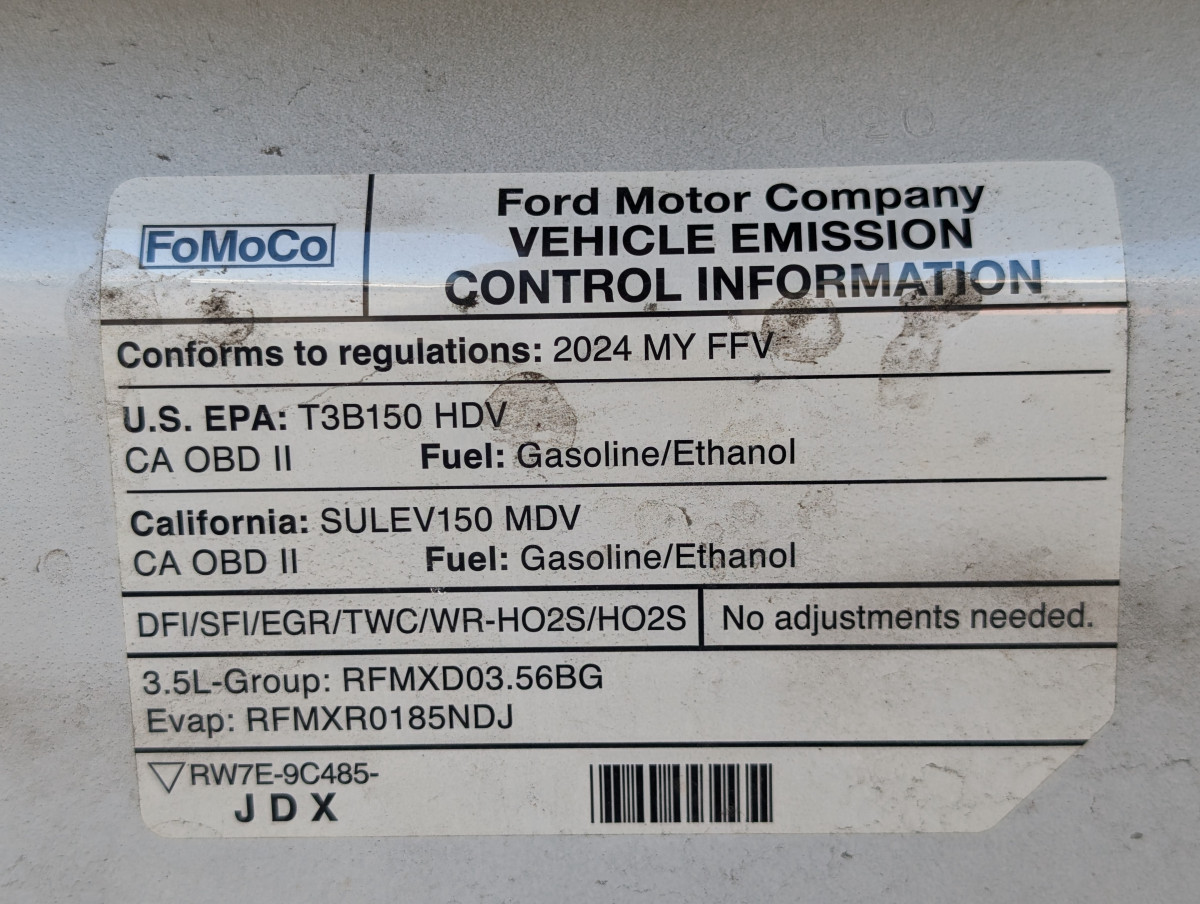 FoMoCo
Ford Motor Company
VEHICLE EMISSION
CONTROL INFORMATION
Conforms to regulations: 2024 MY FFV
U.S. EPA: T3B150 HDV
CA OBD II Fuel: Gasoline/Ethanol
California: SULEV150 MDV
CA OBD II Fuel: Gasoline/Ethanol
DFI/SFI/EGR/TWC/WR-HO2S/HO2S No adjustments needed.
3.5L-Group: RFMXD03.56BG
Evap: RFMXR0185NDJ
RW7E-9C485-
JDX